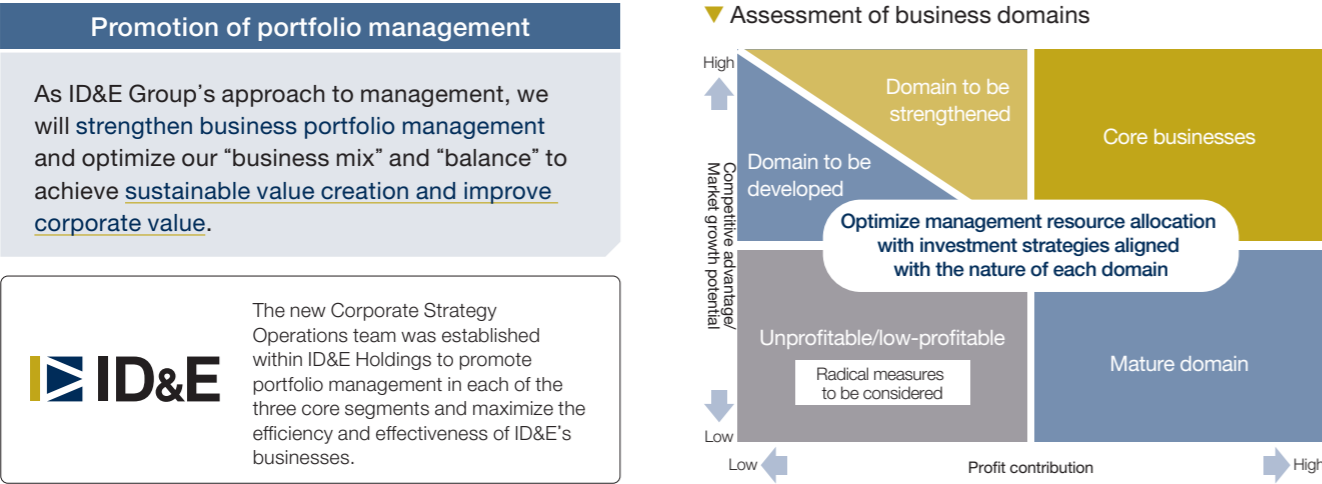 Promotion of portfolio management
As ID&E Group’s approach to management, we
will strengthen business portfolio management
and optimize our “business mix” and “balance” to
achieve sustainable value creation and improve
corporate value.
ID&E
The new Corporate Strategy
Operations team was established
within ID&E Holdings to promote
portfolio management in each of the
three core segments and maximize the
efficiency and effectiveness of ID&E’s
businesses.
▼ Assessment of business domains
High
Competitive advantage/
Market growth potential
Low
Domain to be
strengthened
Domain to be
developed
Core businesses
Optimize management resource allocation
with investment strategies aligned
with the nature of each domain
Unprofitable/low-profitable
Radical measures
to be considered
Mature domain
Low
Profit contribution
High